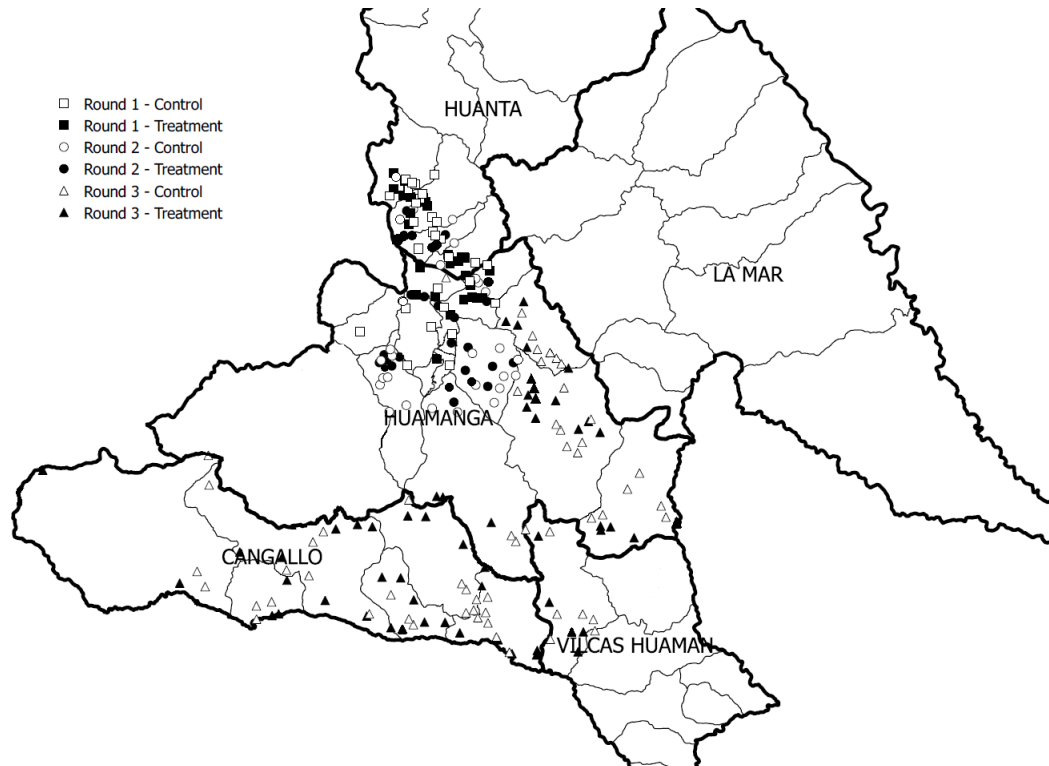 HUANTA
Round 1 - Control
Round 1 - Treatment
Round 2 - Control
Round 2 - Treatment
Round 3 - Control
Round 3 - Treatment
LA MAR
HUAMANGA
CANGALLO
VILCAS HUAMAN